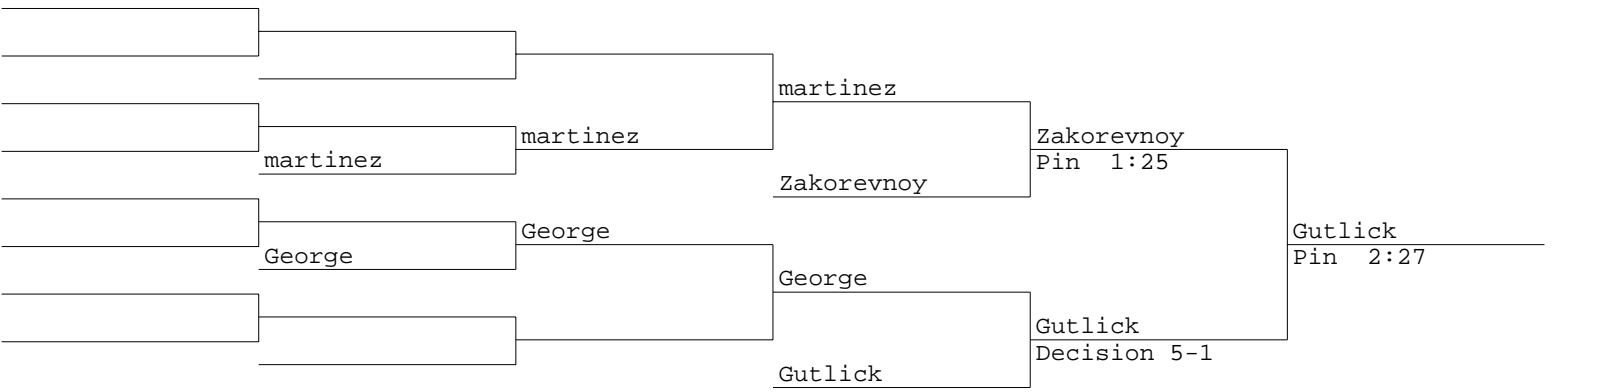 martinez
martinez
Zakorevnoy
martinez
Pin  1:25
Zakorevnoy
George
Gutlick
George
Pin  2:27
George
Gutlick
Decision 5-1
Gutlick